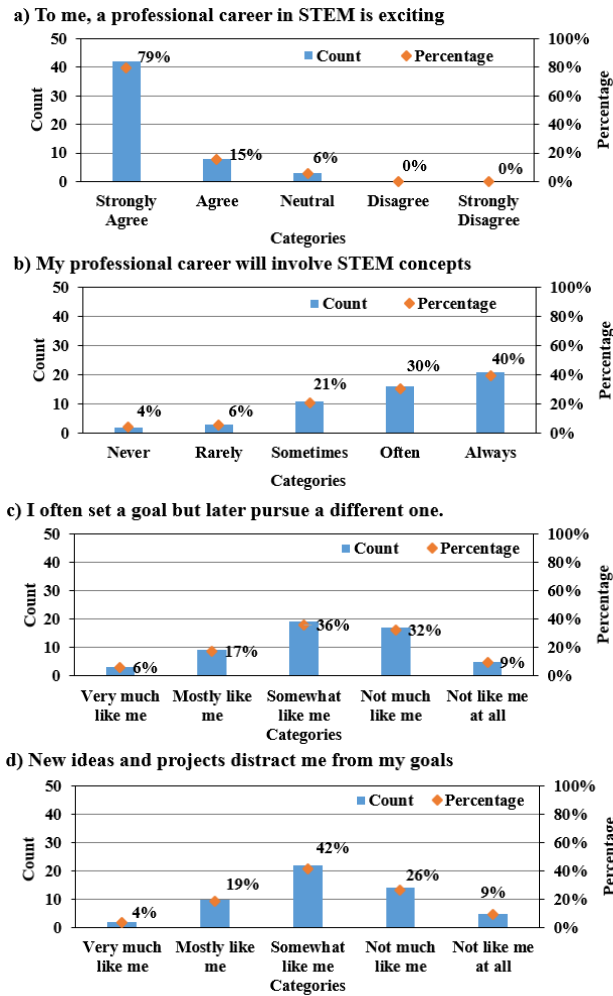 a) To me, a professional career in STEM is exciting
50 100%
79% Count Percentage
40 80%
30 60%
20 40%
10 15% 6% 0% 0% 20%
0 0%
Count
Percentage
Strongly Agree Neutral Disagree Strongly
Agree Disagree
Categories
b) My professional career will involve STEM concepts
50 100%
Count Percentage
40 80%
30 60%
20 21% 30% 40% 40%
10 4% 6% 20%
0 0%
Count
Percentage
Never Rarely Sometimes Often Always
Categories
c) I often set a goal but later pursue a different one.
50 100%
Count Percentage
40 80%
30 60%
20 36% 32% 40%
10 17% 20%
6% 9%
0 0%
Count
Percentage
Very much Mostly like Somewhat Not much Not like me
like me me like me like me at all
Categories
d) New ideas and projects distract me from my goals
50 100%
Count Percentage
40 80%
30 42% 60%
20 19% 26% 40%
10 4% 9% 20%
0 0%
Count
Percentage
Very much Mostly like Somewhat Not much Not like me
like me me like me like me at all
Categories